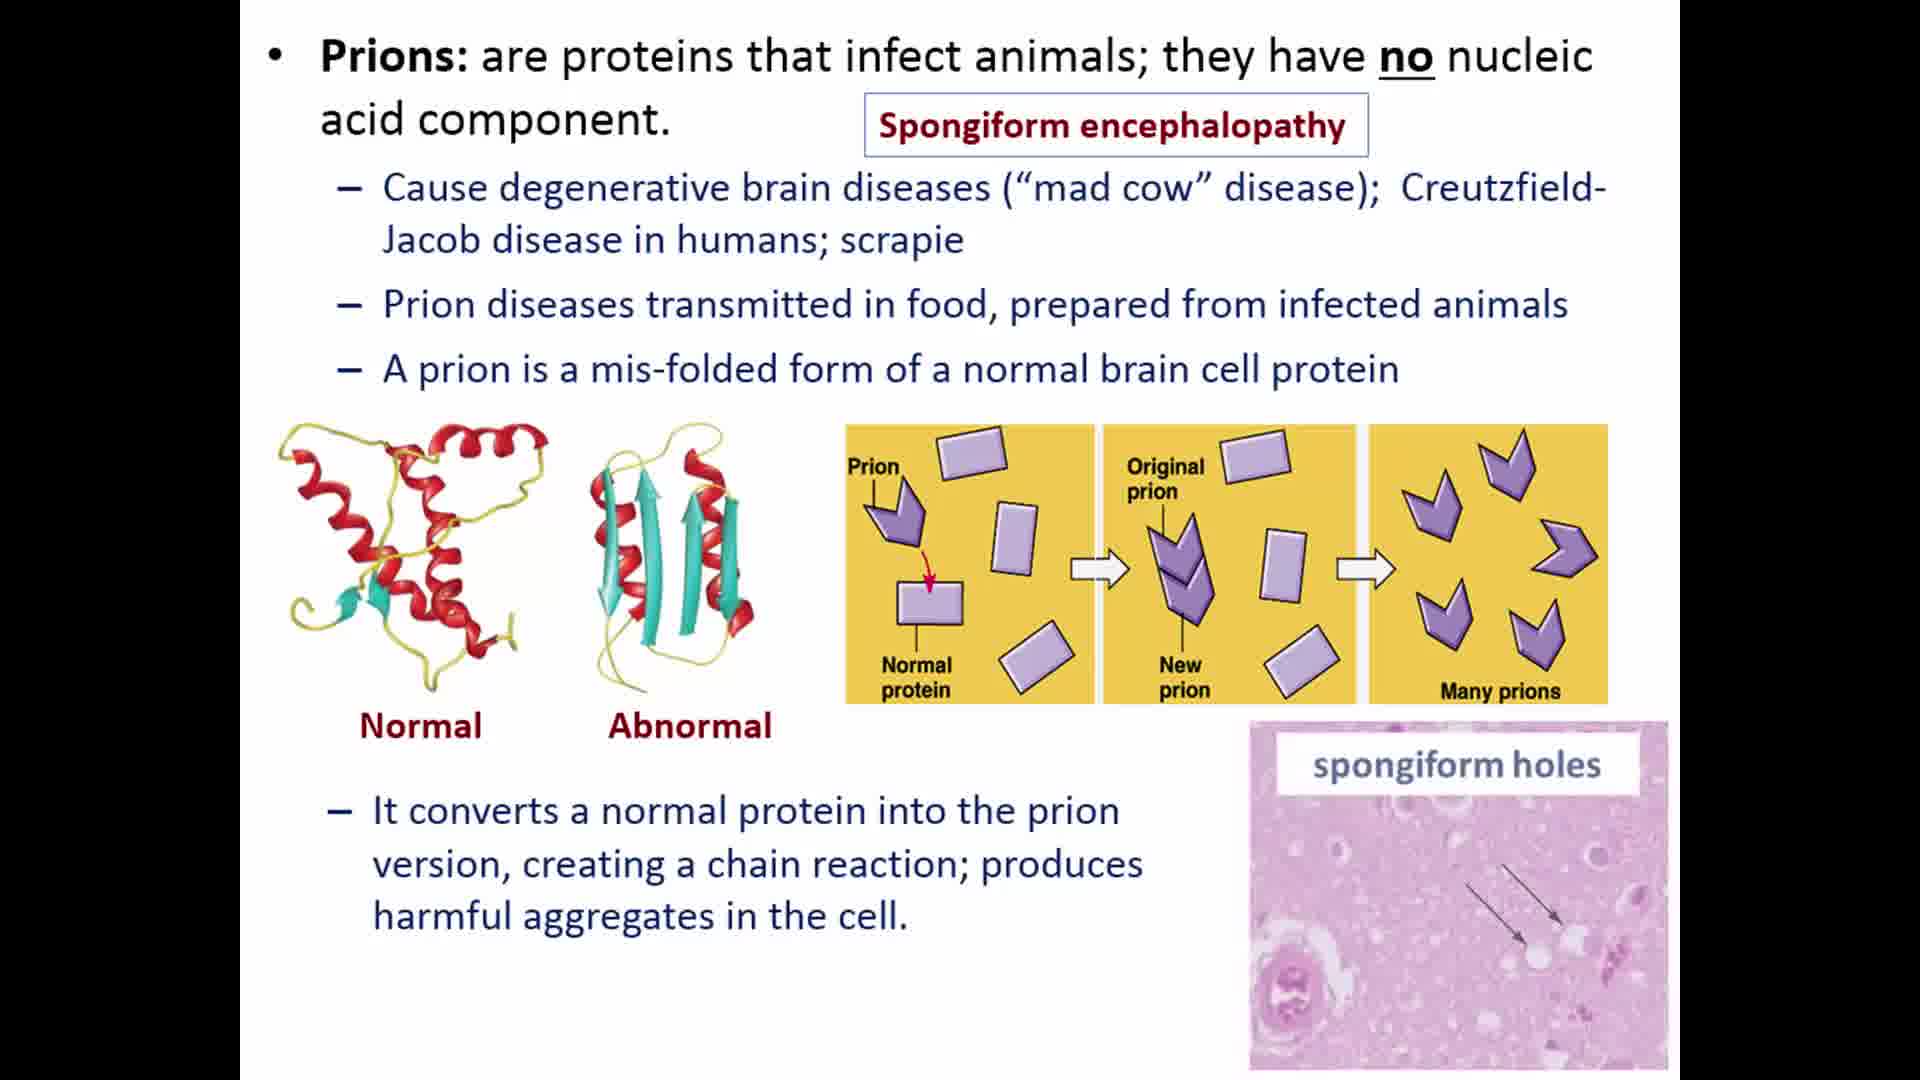 • Prions: are proteins that infect animals; they have no nucleic
acid component.
Spongiform encephalopathy
– Cause degenerative brain diseases (“mad cow” disease); Creutzfield-
Jacob disease in humans; scrapie
– Prion diseases transmitted in food, prepared from infected animals
– A prion is a mis-folded form of a normal brain cell protein
Normal
Abnormal
Prion
Normal
protein
Original
prion
New
prion
Many prions
– It converts a normal protein into the prion
version, creating a chain reaction; produces
harmful aggregates in the cell.
spongiform holes